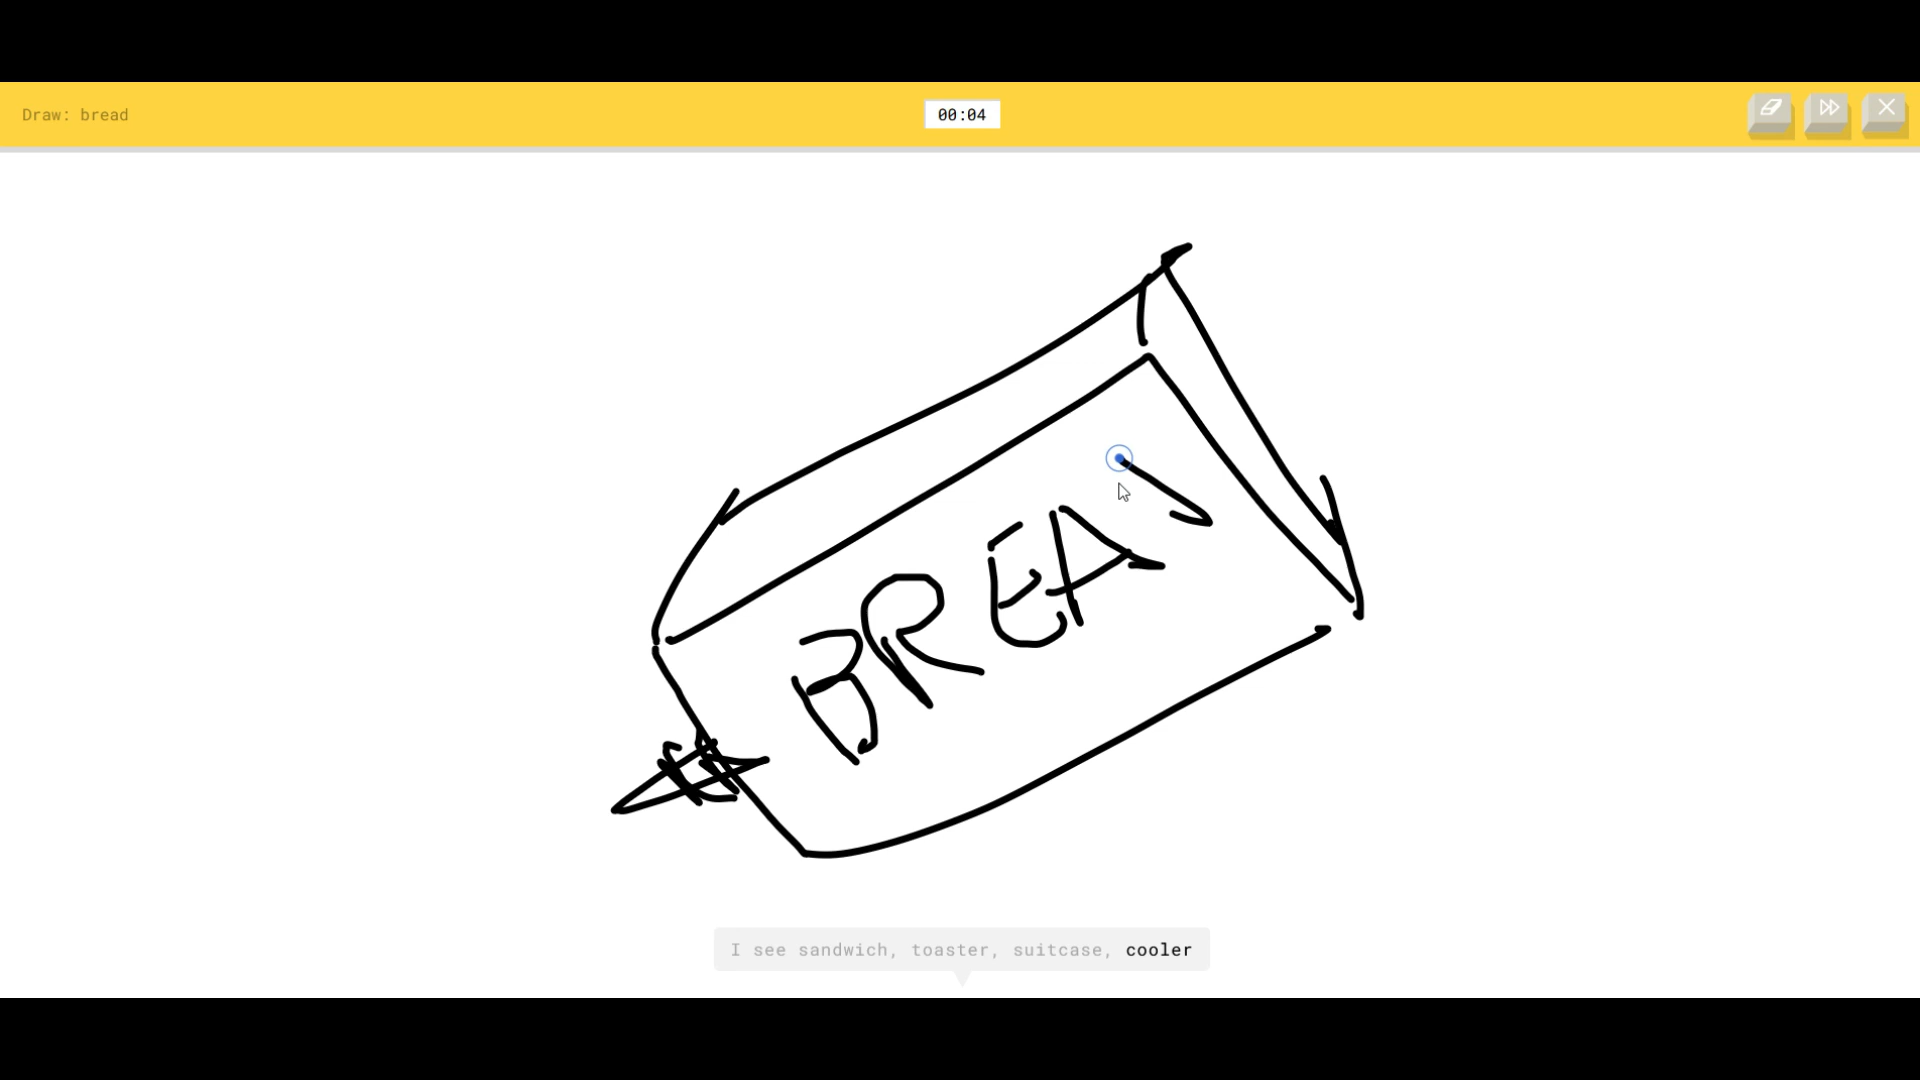 Draw: bread
00:04
BREA
I see sandwich, toaster, suitcase, cooler